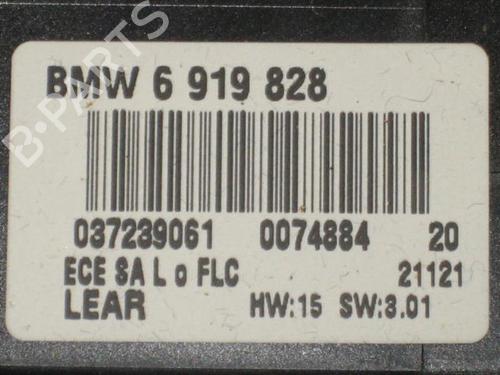 BMW 6 919 828
037239061 0074884 20
ECE SA L o FLC 21121
LEAR HW:15 SW:3.01
B-PARTS